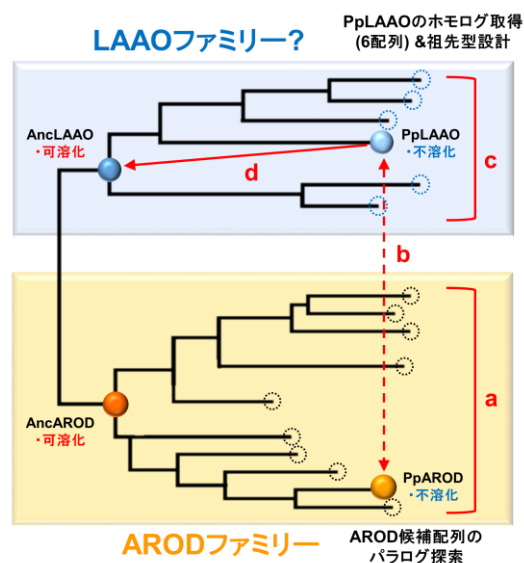 LAAOファミリー?
PpLAAOのホモログ取得
(6配列) &祖先型設計
AncLAAO
・可溶化
PpLAAO
・不溶化
d
c
b
a
AncAROD
・可溶化
PpAROD
・不溶化
ARODファミリー
AROD候補配列の
パラログ探索